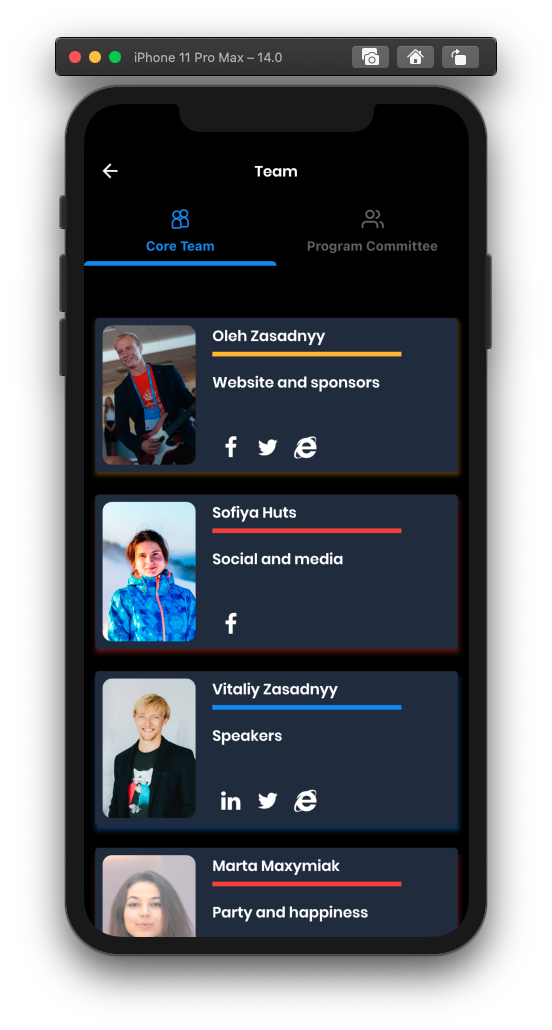 iPhone 11 Pro Max – 14.0
Team
Core Team
Program Committee
Oleh Zasadnyy
Website and sponsors
Sofiya Huts
Social and media
Vitaliy Zasadnyy
Speakers
in
Marta Maxymiak
Party and happiness